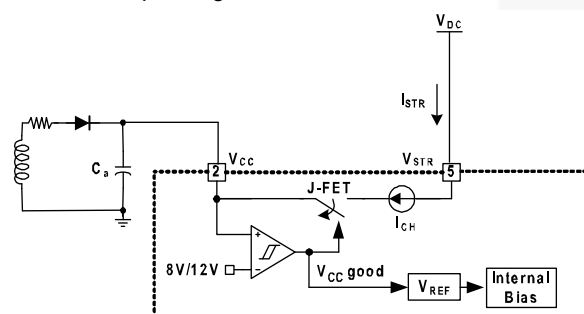 V_DC
I_STR
C_a
2
V_CC
V_STR
5
J-FET
I_CH
8V/12V
+
-
V_CC good
V_REF
Internal
Bias